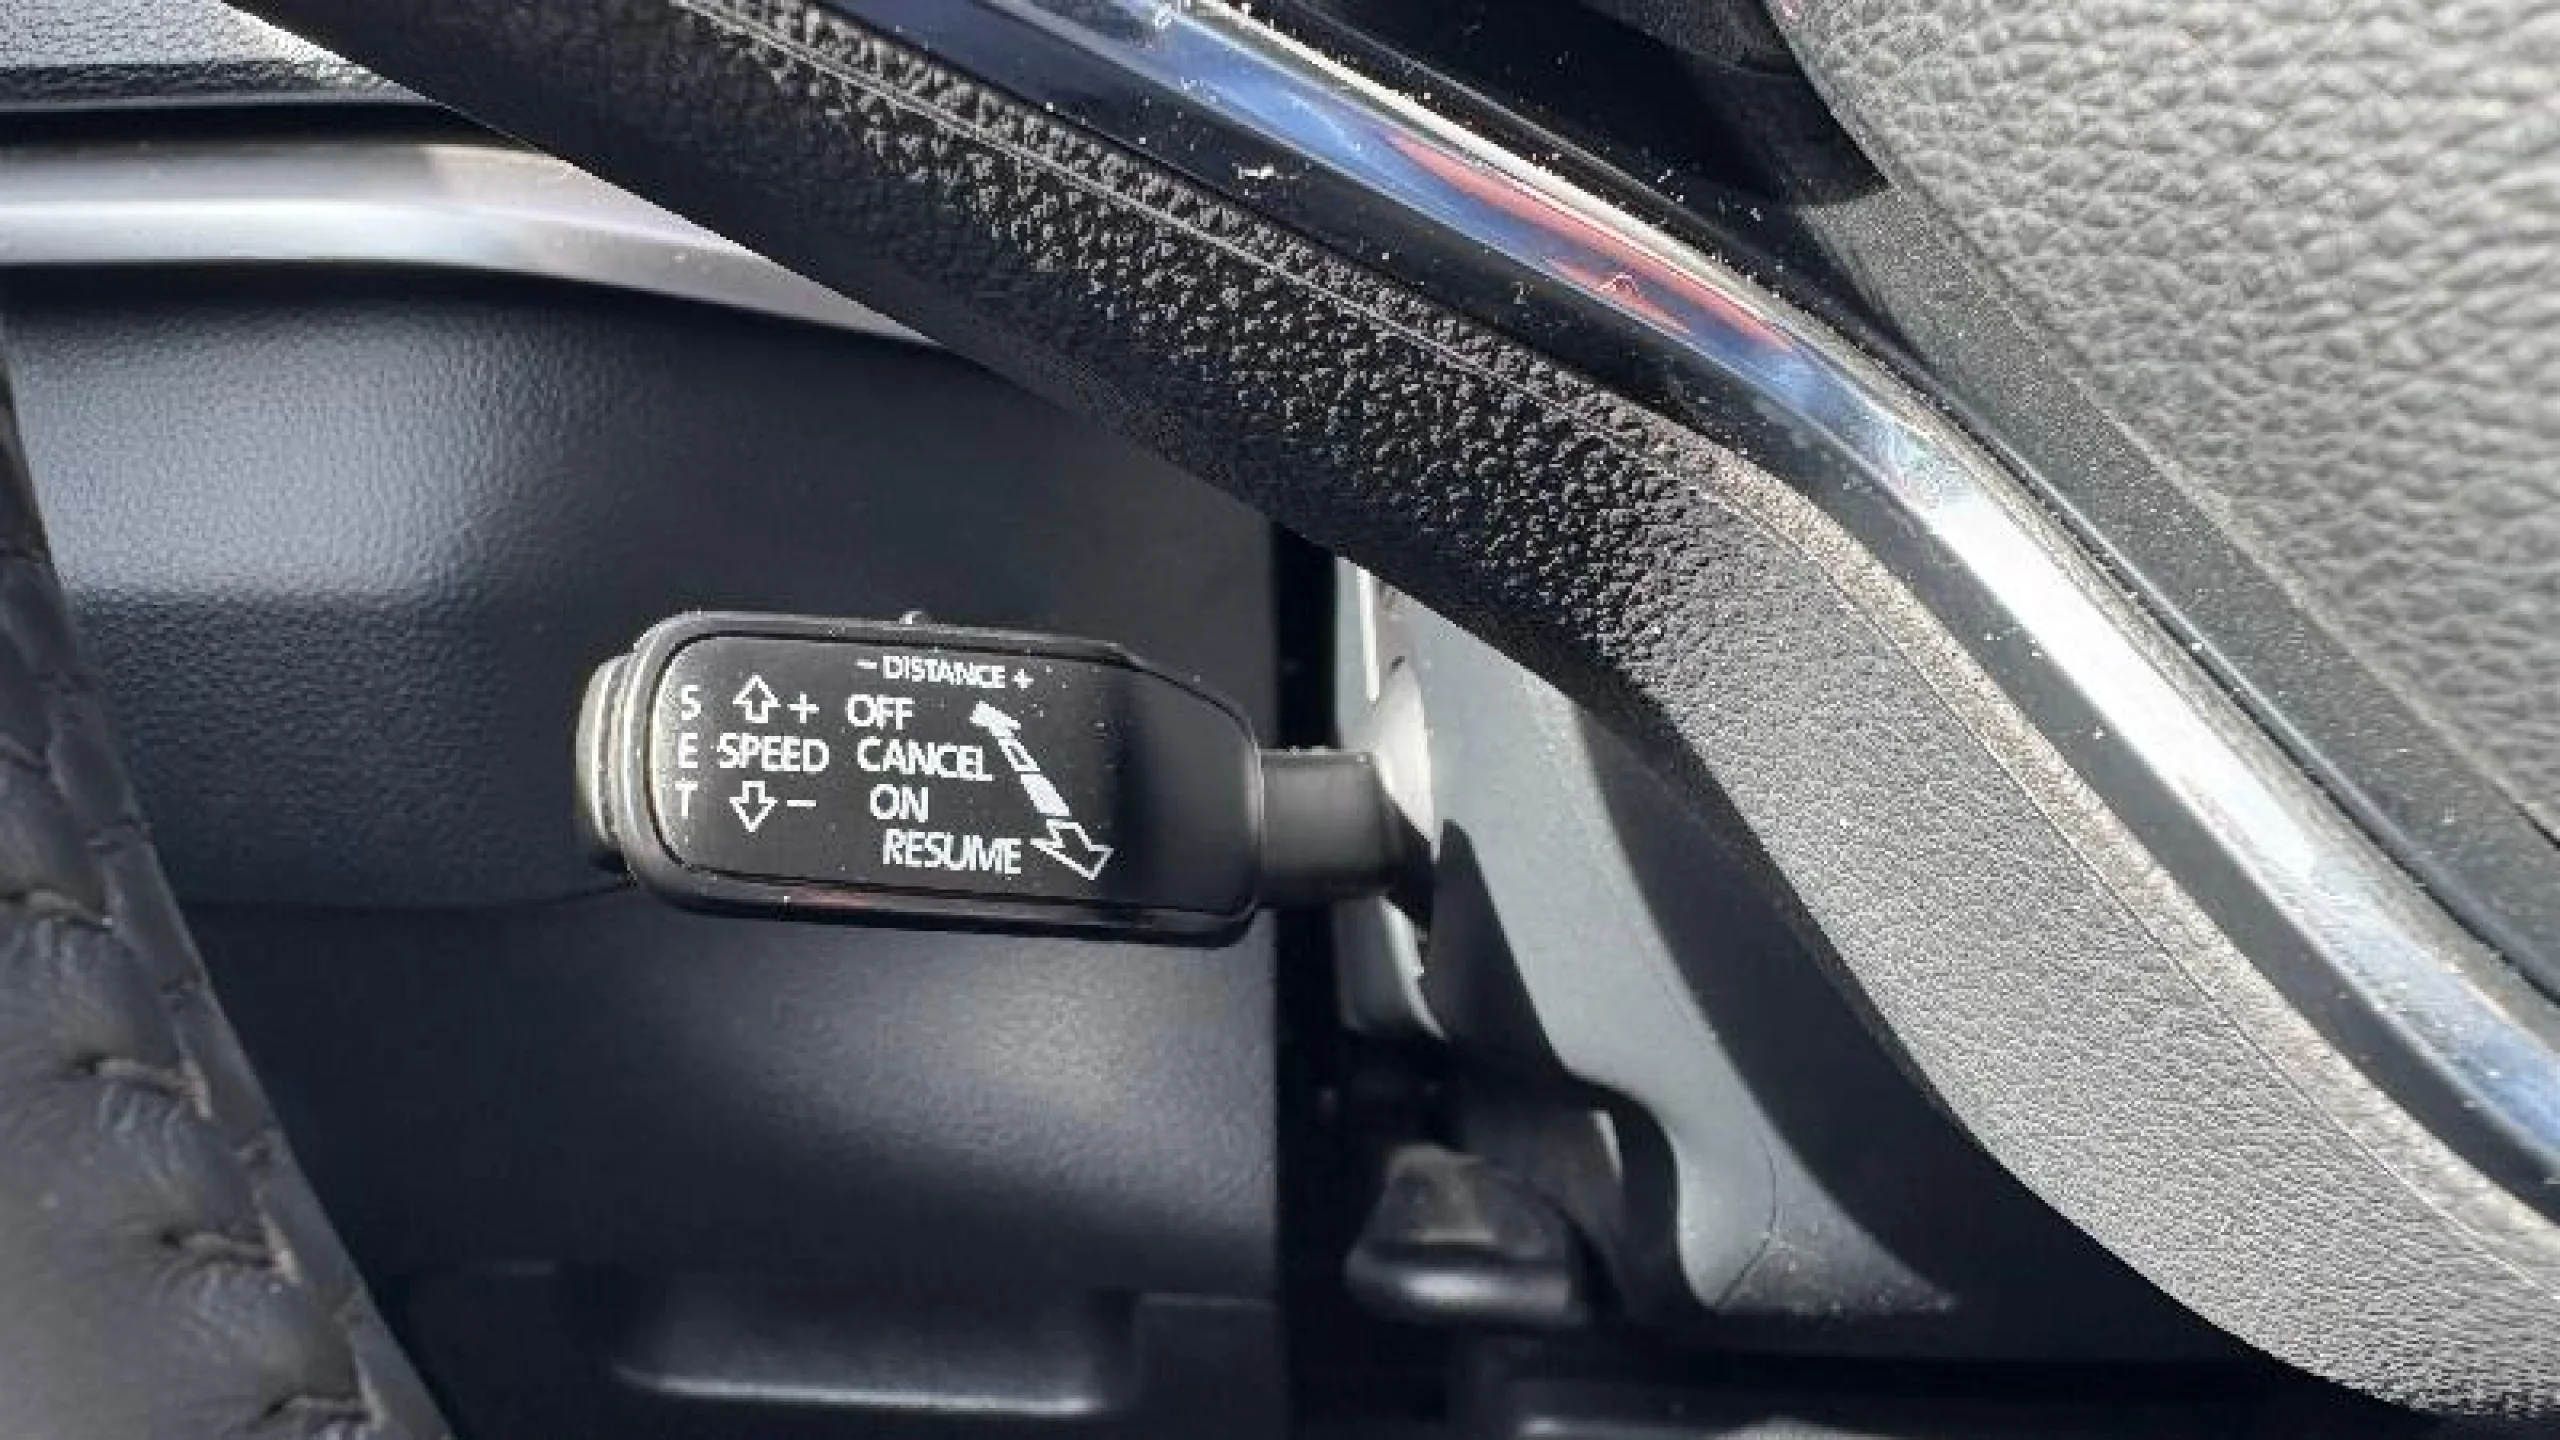 - DISTANCE +
S + OFF
E SPEED CANCEL
T - ON
RESUME